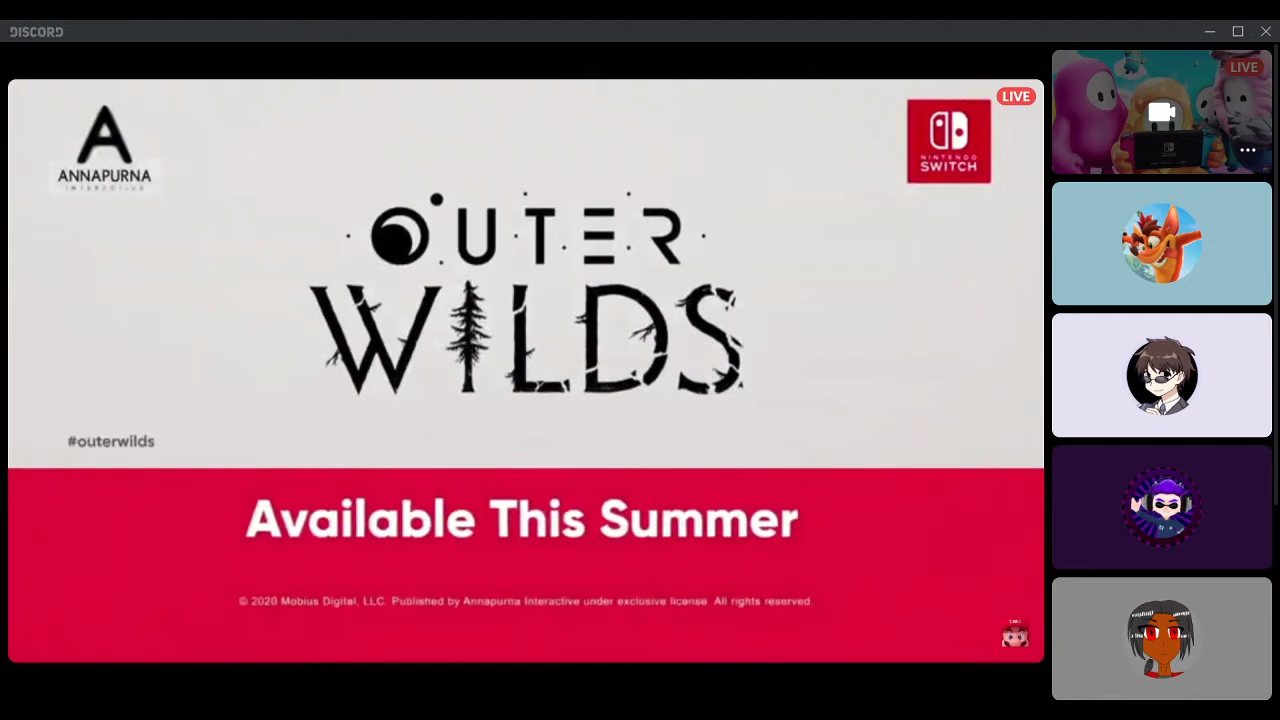 DISCORD
LIVE
LIVE
ANNAPURNA
INTERACTIVE
NINTENDO
SWITCH
OUTER
WILDS
#outerwilds
Available This Summer
© 2020 Mobius Digital, LLC. Published by Annapurna Interactive under exclusive license. All rights reserved.